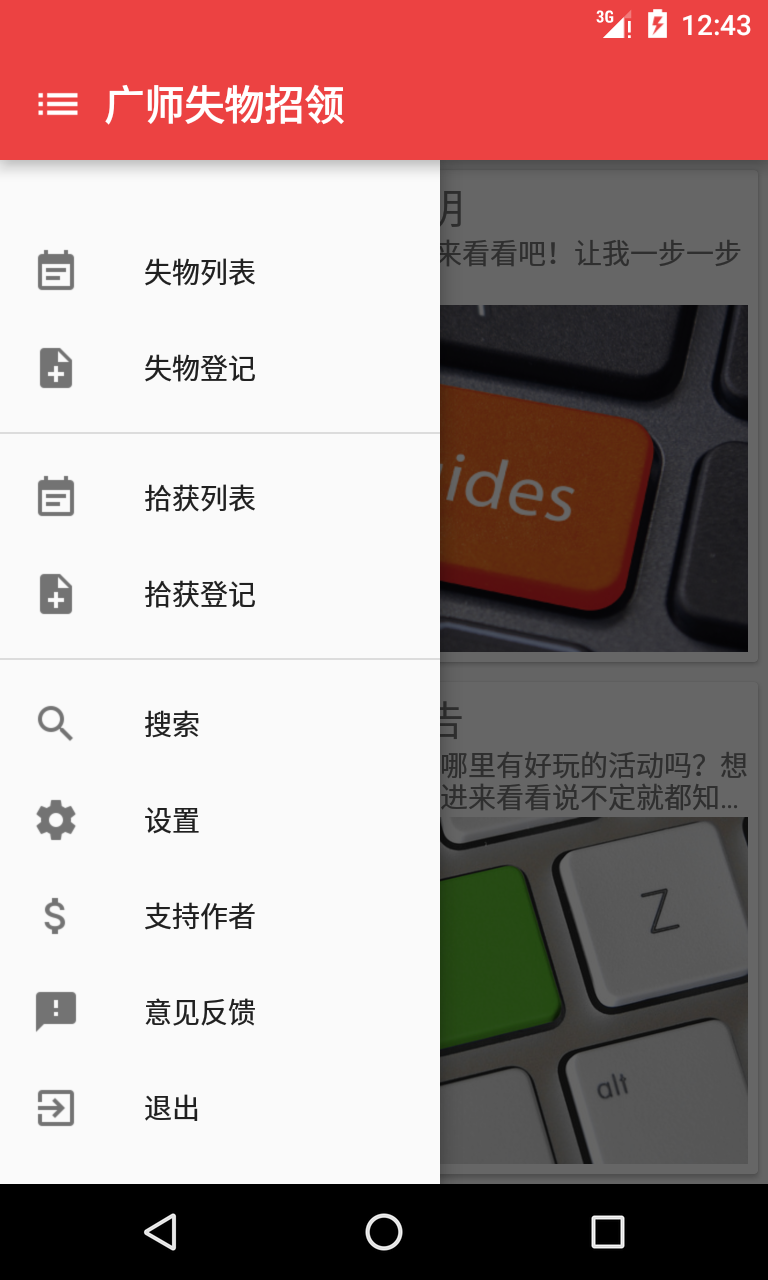 3G 12:43
广师失物招领
失物列表
失物登记
拾获列表
拾获登记
搜索
设置
支持作者
意见反馈
退出
来看看吧！让我一步一步
ides
告
哪里有好玩的活动吗？想
进来看看说不定就都知...
Z
alt